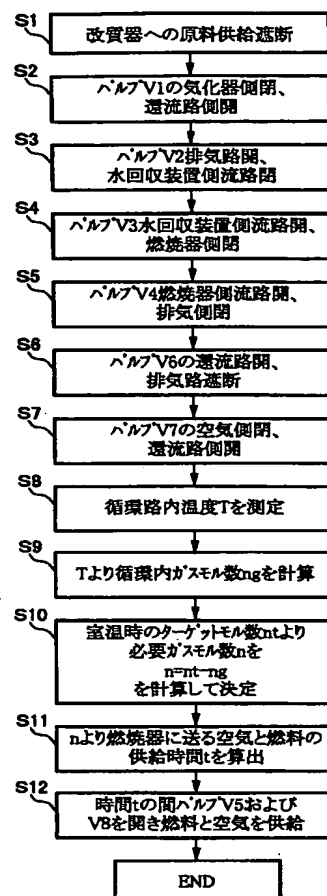 S1
改質器への原料供給遮断
S2
バルブV1の気化器側閉、
還流路側開
S3
バルブV2排気路開、
水回収装置側流路閉
S4
バルブV3水回収装置側流路開、
燃焼器側閉
S5
バルブV4燃焼器側流路開、
排気側閉
S6
バルブV6の還流路開、
排気路遮断
S7
バルブV7の空気側閉、
還流路側開
S8
循環路内温度Tを測定
S9
Tより循環内ガスモル数ngを計算
S10
室温時のターゲットモル数ntより
必要ガスモル数nを
n=nt-ng
を計算して決定
S11
nより燃焼器に送る空気と燃料の
供給時間tを算出
S12
時間tの間バルブV5および
V8を開き燃料と空気を供給
END